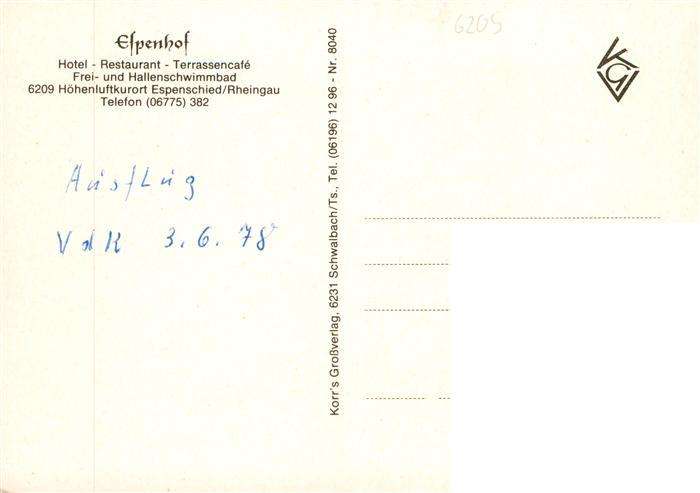 Espenhof
Hotel - Restaurant - Terrassencafé
Frei- und Hallenschwimmbad
6209 Höhenluftkurort Espenschied/Rheingau
Telefon (06775) 382
Ausflug
VdK 3.6.78
Korr's Großverlag, 6231 Schwalbach/Ts., Tel. (06196) 12 96 - Nr. 8040
6205
KGV